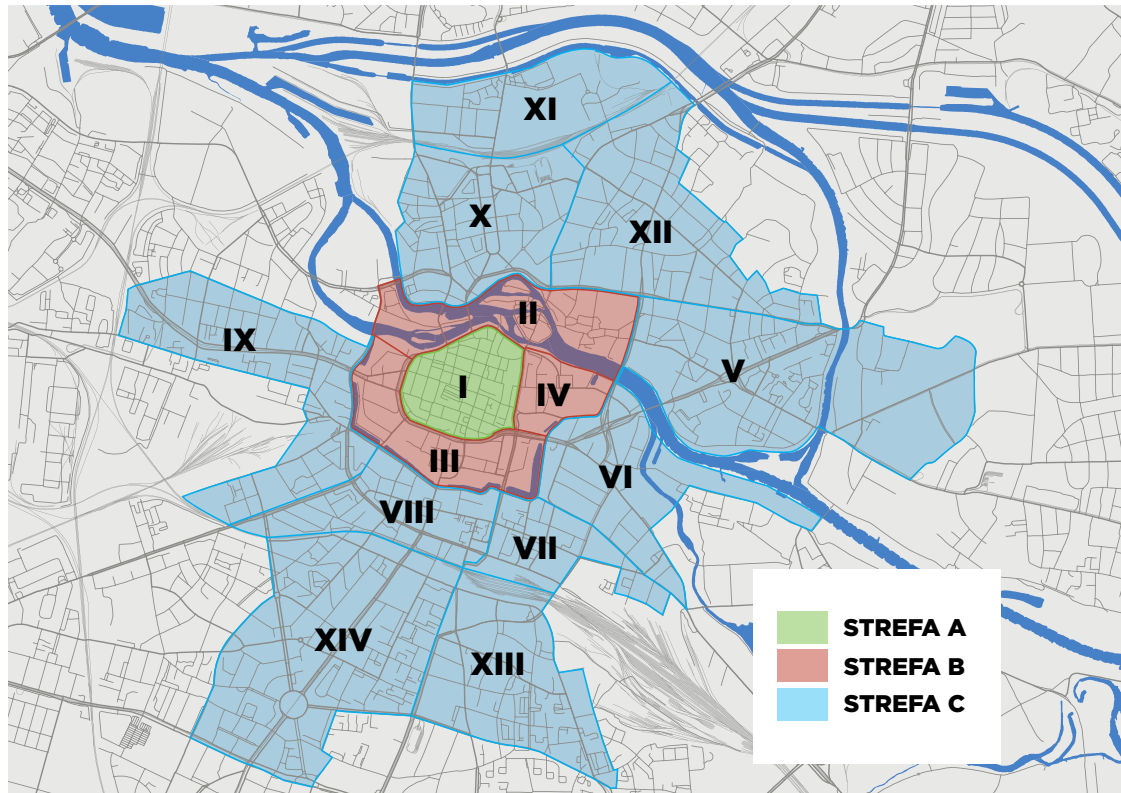 XI
X
XII
II
IX
V
I
IV
III
VI
VIII
VII
XIV
XIII
STREFA A
STREFA B
STREFA C